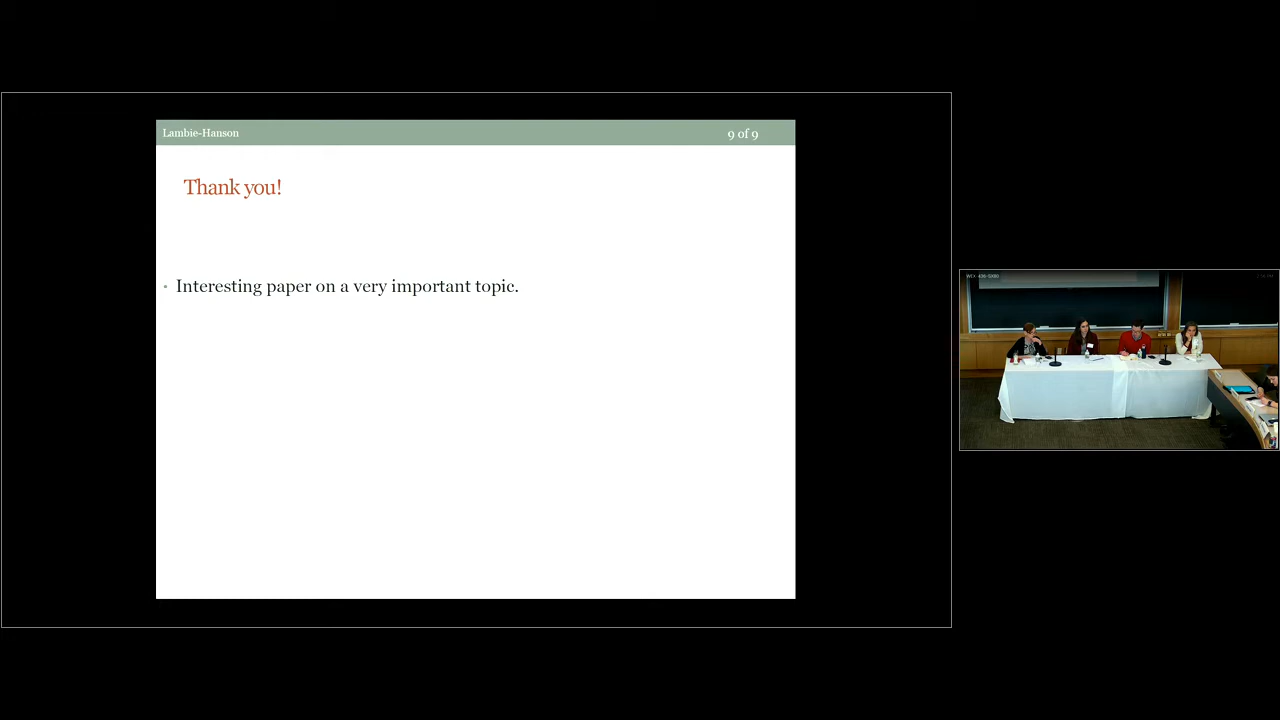 Lambie-Hanson
9 of 9
Thank you!
Interesting paper on a very important topic.